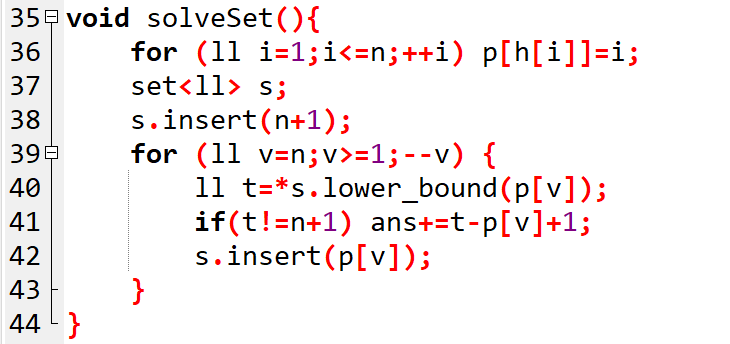 35 void solveSet(){
36     for (ll i=1;i<=n;++i) p[h[i]]=i;
37     set<ll> s;
38     s.insert(n+1);
39     for (ll v=n;v>=1;--v) {
40         ll t=*s.lower_bound(p[v]);
41         if(t!=n+1) ans+=t-p[v]+1;
42         s.insert(p[v]);
43     }
44 }